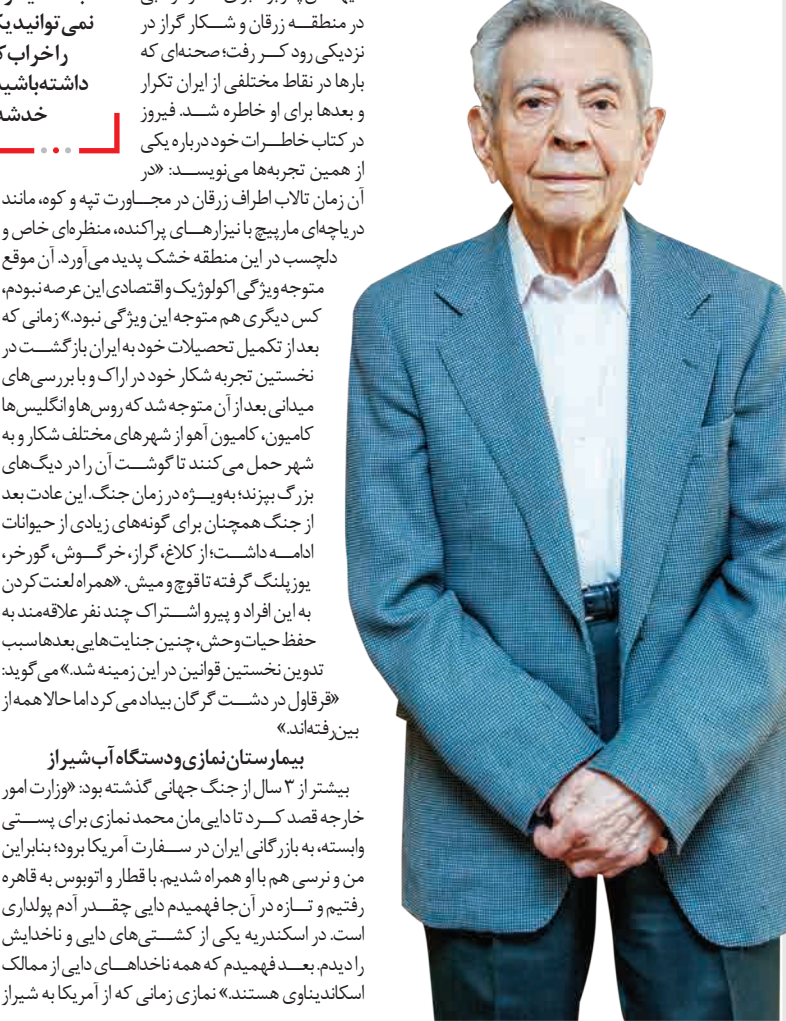 نمی‌توانید یک
را خراب ک
داشته‌باشید
خدشه
در منطقه زرقان و شکار گراز در
نزدیکی رود کر رفت؛ صحنه‌ای که
بارها در نقاط مختلفی از ایران تکرار
و بعدها برای او خاطره شد. فیروز
در کتاب خاطرات خود درباره یکی
از همین تجربه‌ها می‌نویسد: «در
آن زمان تالاب اطراف زرقان در مجاورت تپه و کوه، مانند
دریاچه‌ای مارپیچ با نیزارهای پراکنده، منظره‌ای خاص و
دلچسب در این منطقه خشک پدید می‌آورد. آن موقع
متوجه ویژگی اکولوژیک و اقتصادی این عرصه نبودم،
کس دیگری هم متوجه این ویژگی نبود.» زمانی که
بعد از تکمیل تحصیلات خود به ایران بازگشت در
نخستین تجربه شکار خود در اراک و با بررسی‌های
میدانی بعد از آن متوجه شد که روس‌ها و انگلیس‌ها
کامیون، کامیون آهو از شهرهای مختلف شکار و به
شهر حمل می‌کنند تا گوشت آن را در دیگ‌های
بزرگ بپزند؛ به‌ویژه در زمان جنگ. این عادت بعد
از جنگ همچنان برای گونه‌های زیادی از حیوانات
ادامه داشت؛ از کلاغ، گراز، خرگوش، گورخر،
یوزپلنگ گرفته تا قوچ و میش. «همراه لعنت کردن
به این افراد و پیرو اشتراک چند نفر علاقه‌مند به
حفظ حیات‌وحش، چنین جنایت‌هایی بعدها سبب
تدوین نخستین قوانین در این زمینه شد.» می‌گوید:
«قرقاول در دشت گرگان بیداد می‌کرد اما حالا همه از
بین‌رفته‌اند.»
بیمارستان نمازی و دستگاه آب شیراز
بیشتر از ۳ سال از جنگ جهانی گذشته بود: «وزارت امور
خارجه قصد کرد تا دایی‌مان محمد نمازی برای پستی
وابسته، به بازرگانی ایران در سفارت آمریکا برود؛ بنابراین
من و نرسی هم با او همراه شدیم. با قطار و اتوبوس به قاهره
رفتیم و تازه در آن‌جا فهمیدم دایی چقدر آدم پولداری
است. در اسکندریه یکی از کشتی‌های دایی و ناخدایش
را دیدم. بعد فهمیدم که همه ناخداهای دایی از ممالک
اسکاندیناوی هستند.» نمازی زمانی که از آمریکا به شیراز